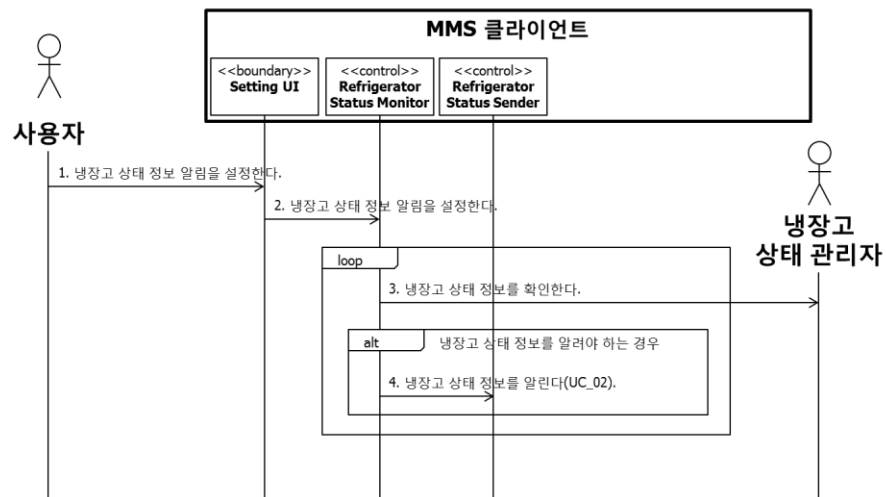 MMS 클라이언트
<<boundary>>
Setting UI
<<control>>
Refrigerator
Status Monitor
<<control>>
Refrigerator
Status Sender
사용자
냉장고
상태 관리자
1. 냉장고 상태 정보 알림을 설정한다.
2. 냉장고 상태 정보 알림을 설정한다.
loop
3. 냉장고 상태 정보를 확인한다.
alt
냉장고 상태 정보를 알려야 하는 경우
4. 냉장고 상태 정보를 알린다(UC_02).